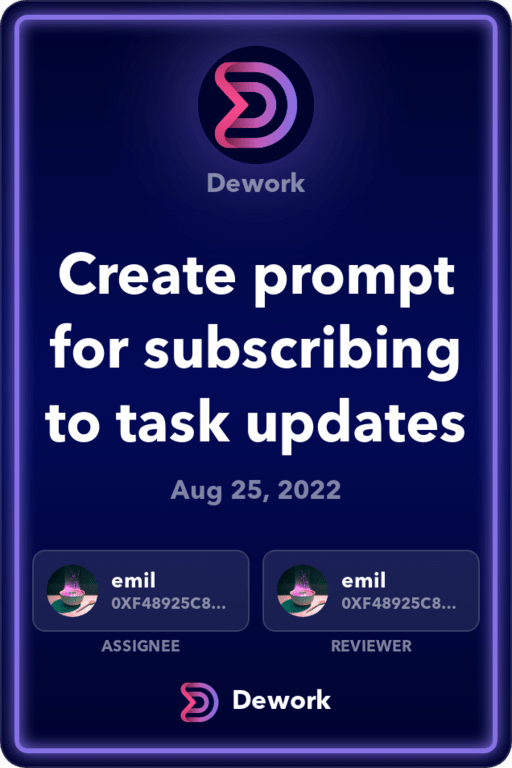 Dework
Create prompt
for subscribing
to task updates
Aug 25, 2022
emil
0XF48925C8...
ASSIGNEE
emil
0XF48925C8...
REVIEWER
Dework